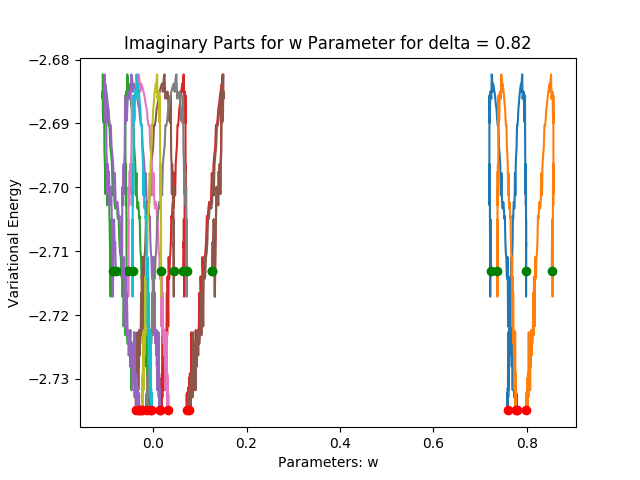 Imaginary Parts for w Parameter for delta = 0.82
−2.68
−2.69
−2.70
−2.71
−2.72
−2.73
Variational Energy
0.0 0.2 0.4 0.6 0.8
Parameters: w